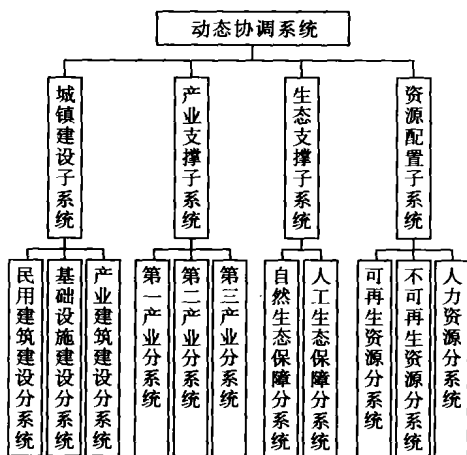 动态协调系统
城镇建设子系统
产业支撑子系统
生态支撑子系统
资源配置子系统
民用建筑建设分系统
基础设施建设分系统
产业建筑建设分系统
第一产业分系统
第二产业分系统
第三产业分系统
自然生态保障分系统
人工生态保障分系统
可再生资源分系统
不可再生资源分系统
人力资源分系统